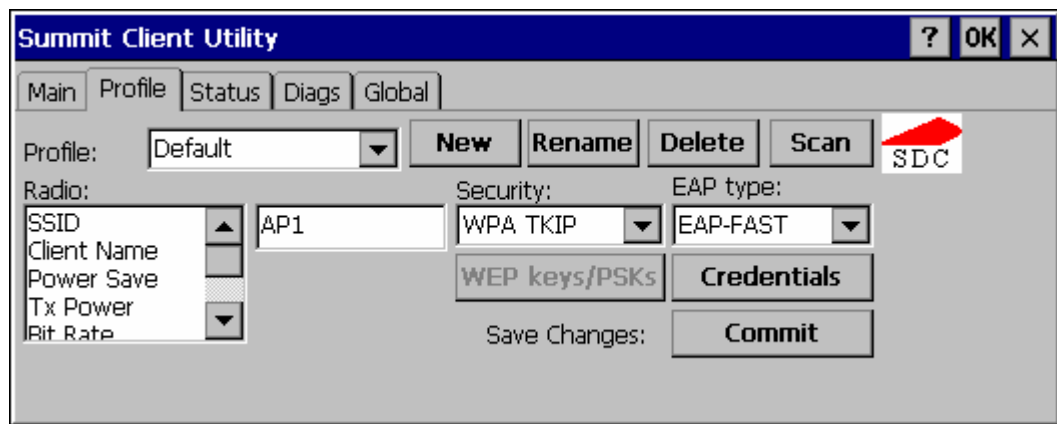 Summit Client Utility ? OK ×
Main Profile Status Diags Global
Profile: Default New Rename Delete Scan SDC
Radio: Security: EAP type:
SSID AP1 WPA TKIP EAP-FAST
Client Name
Power Save WEP keys/PSKs Credentials
Tx Power
Bit Rate Save Changes: Commit